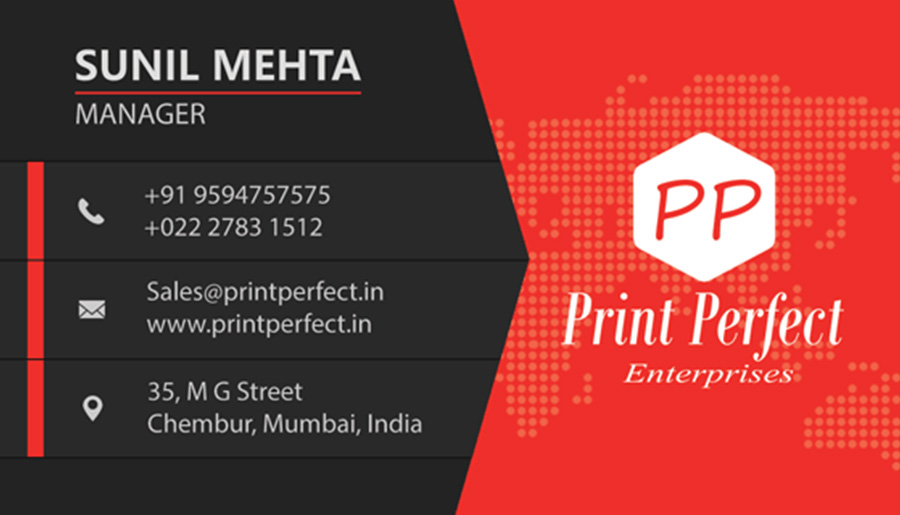 SUNIL MEHTA
MANAGER
+91 9594757575
+022 2783 1512
Sales@printperfect.in
www.printperfect.in
35, M G Street
Chembur, Mumbai, India
PP
Print Perfect
Enterprises